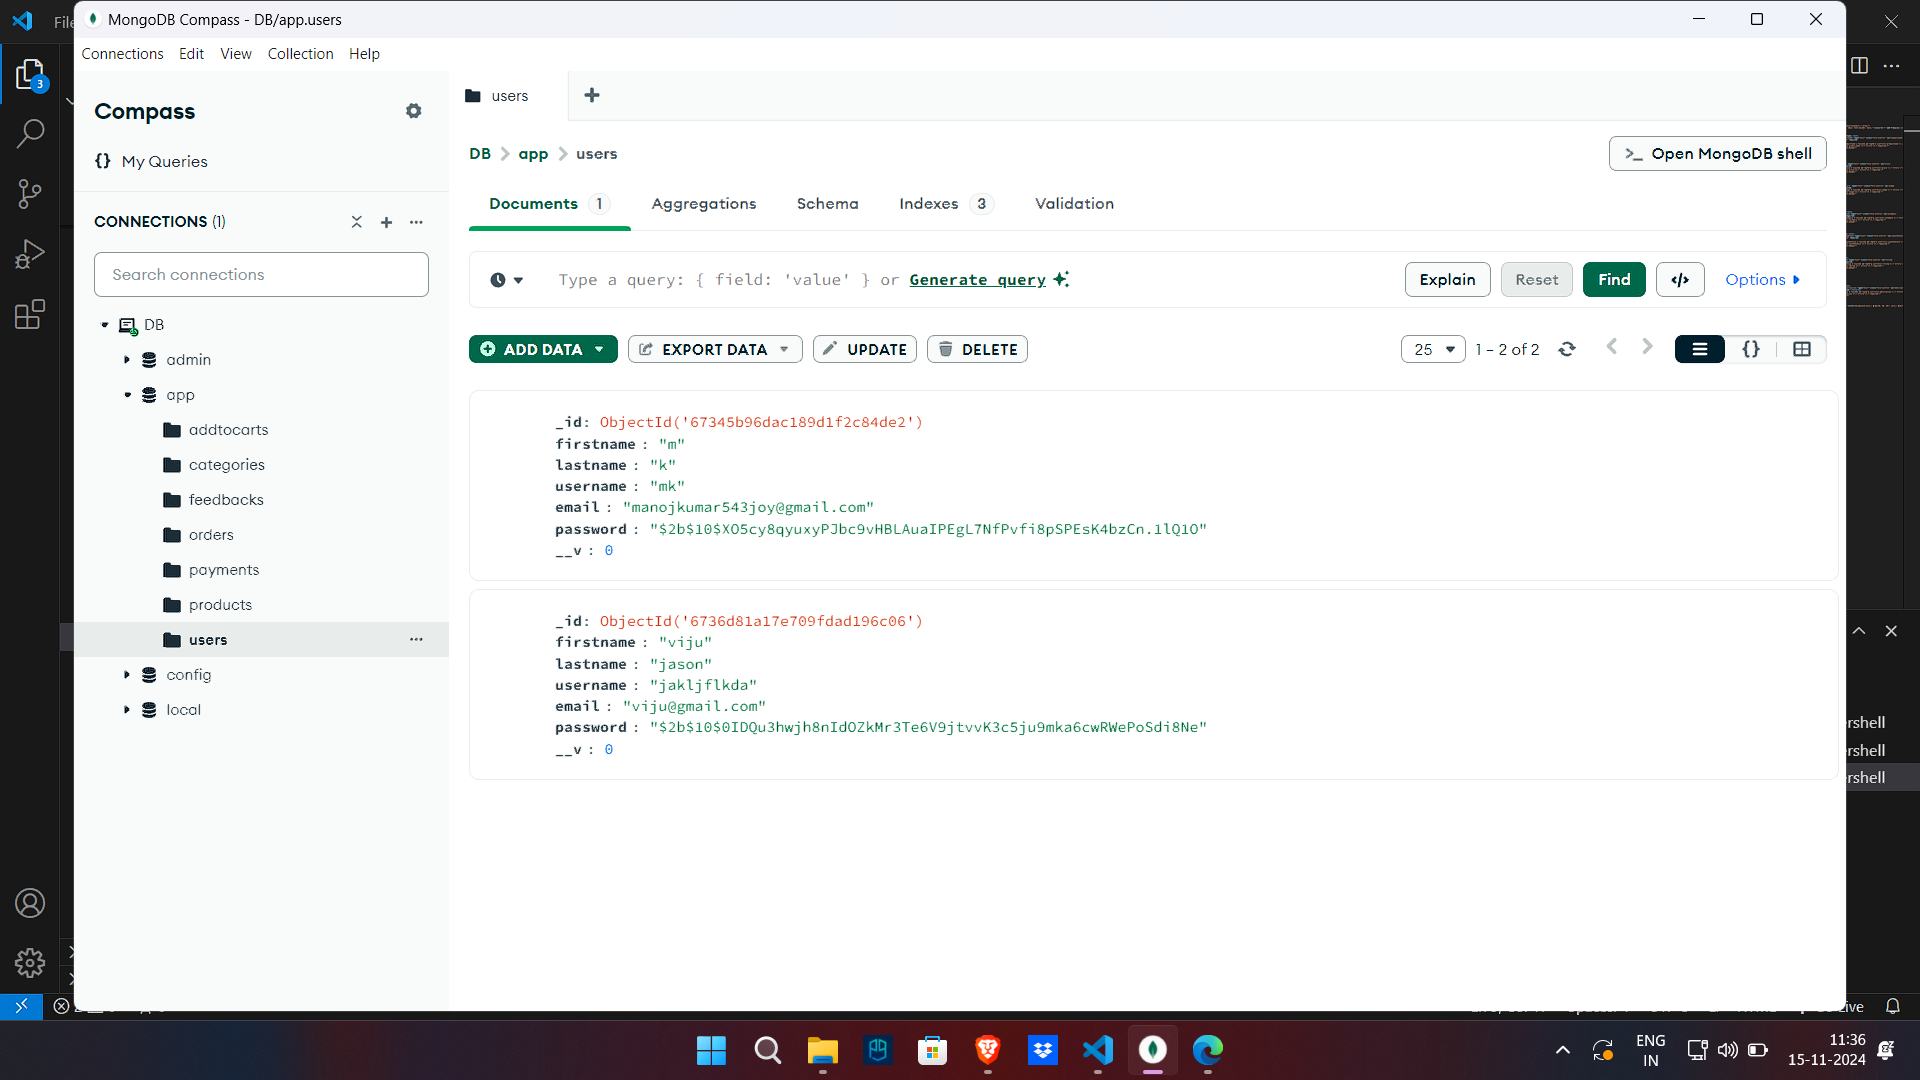 File
MongoDB Compass - DB/app.users
Connections Edit View Collection Help
3
Compass
{} My Queries
CONNECTIONS (1)
Search connections
DB
admin
app
addtocarts
categories
feedbacks
orders
payments
products
users
config
local
users
DB > app > users
>_ Open MongoDB shell
Documents 1 Aggregations Schema Indexes 3 Validation
Type a query: { field: 'value' } or Generate query
Explain Reset Find </> Options
ADD DATA EXPORT DATA UPDATE DELETE
25 1 – 2 of 2 {}
_id: ObjectId('67345b96dac189d1f2c84de2')
firstname : "m"
lastname : "k"
username : "mk"
email : "manojkumar543joy@gmail.com"
password : "$2b$10$XO5cy8qyuxyPJbc9vHBLAuaIPEgL7NfPvfi8pSPEsK4bzCn.1lQ1O"
__v : 0
_id: ObjectId('6736d81a17e709fdad196c06')
firstname : "viju"
lastname : "jason"
username : "jakljflkda"
email : "viju@gmail.com"
password : "$2b$10$0IDQu3hwjh8nIdOZkMr3Te6V9jtvvK3c5ju9mka6cwRWePoSdi8Ne"
__v : 0
ershell
ershell
ershell
Live
ENG
IN
11:36
15-11-2024